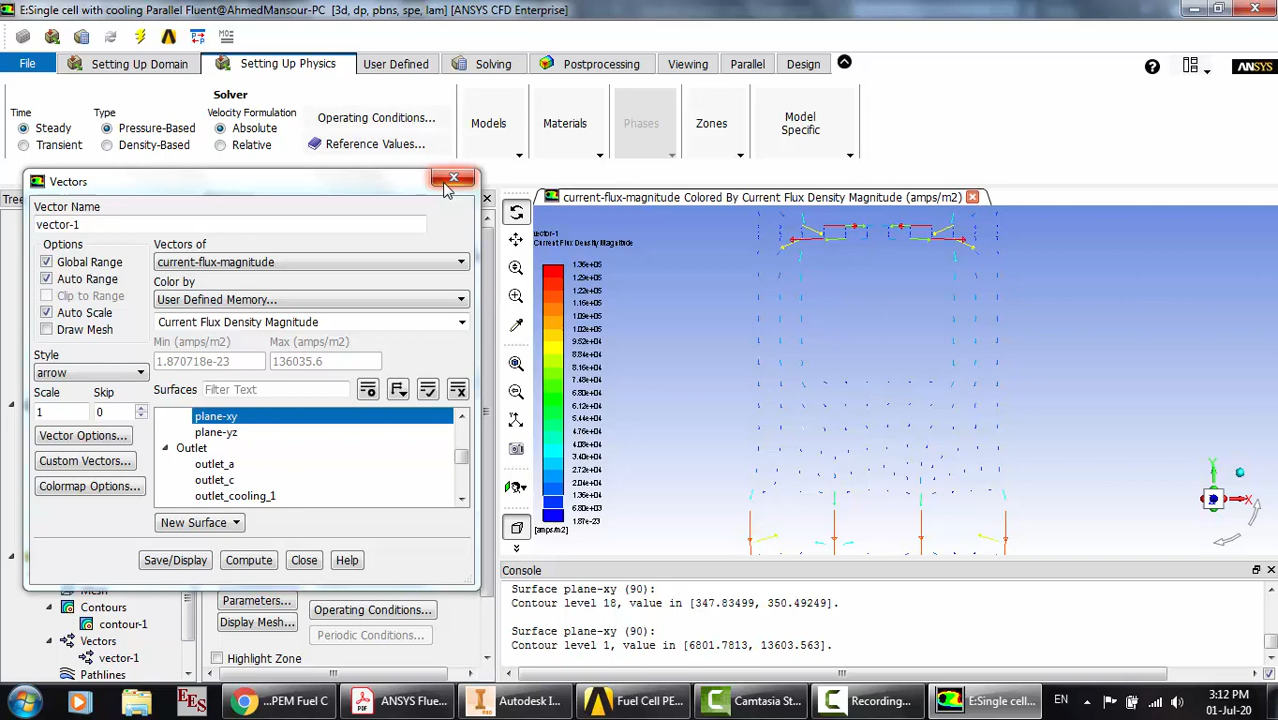 E:Single cell with cooling Parallel Fluent@AhmedMansour-PC [3d, dp, pbns, spe, lam] [ANSYS CFD Enterprise]
File
Setting Up Domain
Setting Up Physics
User Defined
Solving
Postprocessing
Viewing
Parallel
Design
ANSYS
Solver
Time
Type
Velocity Formulation
Steady
Pressure-Based
Absolute
Transient
Density-Based
Relative
Operating Conditions...
Reference Values...
Models
Materials
Phases
Zones
Model
Specific
Vectors
Vector Name
vector-1
Options
Global Range
Auto Range
Clip to Range
Auto Scale
Draw Mesh
Style
arrow
Scale
Skip
1
0
Vector Options...
Custom Vectors...
Colormap Options...
Vectors of
current-flux-magnitude
Color by
User Defined Memory...
Current Flux Density Magnitude
Min (amps/m2)
Max (amps/m2)
1.870718e-23
136035.6
Surfaces
Filter Text
plane-xy
plane-yz
Outlet
outlet_a
outlet_c
outlet_cooling_1
New Surface
Save/Display
Compute
Close
Help
Tree
Mesh
Contours
contour-1
Vectors
vector-1
Pathlines
Parameters...
Operating Conditions...
Display Mesh...
Periodic Conditions...
Highlight Zone
current-flux-magnitude Colored By Current Flux Density Magnitude (amps/m2)
vector-1
Current Flux Density Magnitude
1.36e+05
1.29e+05
1.22e+05
1.16e+05
1.09e+05
1.02e+05
9.52e+04
8.84e+04
8.16e+04
7.48e+04
6.80e+04
6.12e+04
5.44e+04
4.76e+04
4.08e+04
3.40e+04
2.72e+04
2.04e+04
1.36e+04
6.80e+03
1.87e-23
[amps/m2]
Y
X
Console
Surface plane-xy (90):
Contour level 18, value in [347.83499, 350.49249].
Surface plane-xy (90):
Contour level 1, value in [6801.7813, 13603.563].
EES
...PEM Fuel C
ANSYS Flue...
Autodesk I...
Fuel Cell PE...
Camtasia St...
Recording...
E:Single cel...
EN
3:12 PM
01-Jul-20